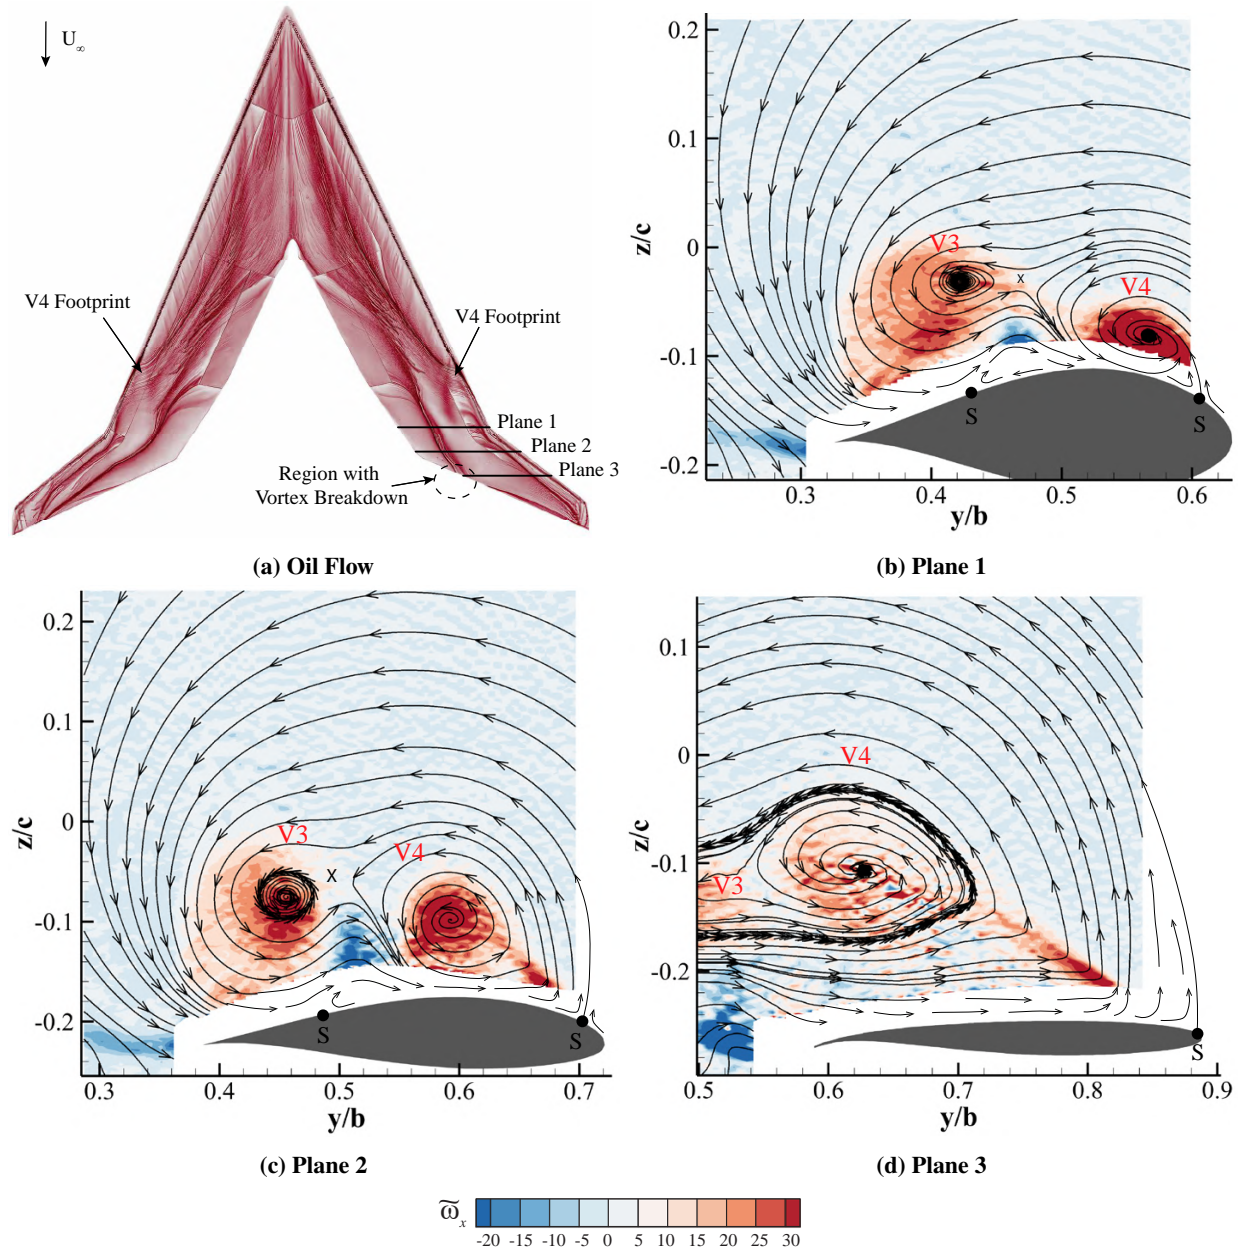 U∞
V4 Footprint
V4 Footprint
Plane 1
Plane 2
Plane 3
Region with
Vortex Breakdown
(a) Oil Flow
z/c
0.2
0.1
0
-0.1
-0.2
V3
V4
x
S
S
0.3
0.4
0.5
0.6
y/b
(b) Plane 1
z/c
0.2
0.1
0
-0.1
-0.2
V3
V4
X
S
S
0.3
0.4
0.5
0.6
0.7
y/b
(c) Plane 2
z/c
0.1
0
-0.1
-0.2
V4
V3
S
0.5
0.6
0.7
0.8
0.9
y/b
(d) Plane 3
ω̃x
-20 -15 -10 -5 0 5 10 15 20 25 30